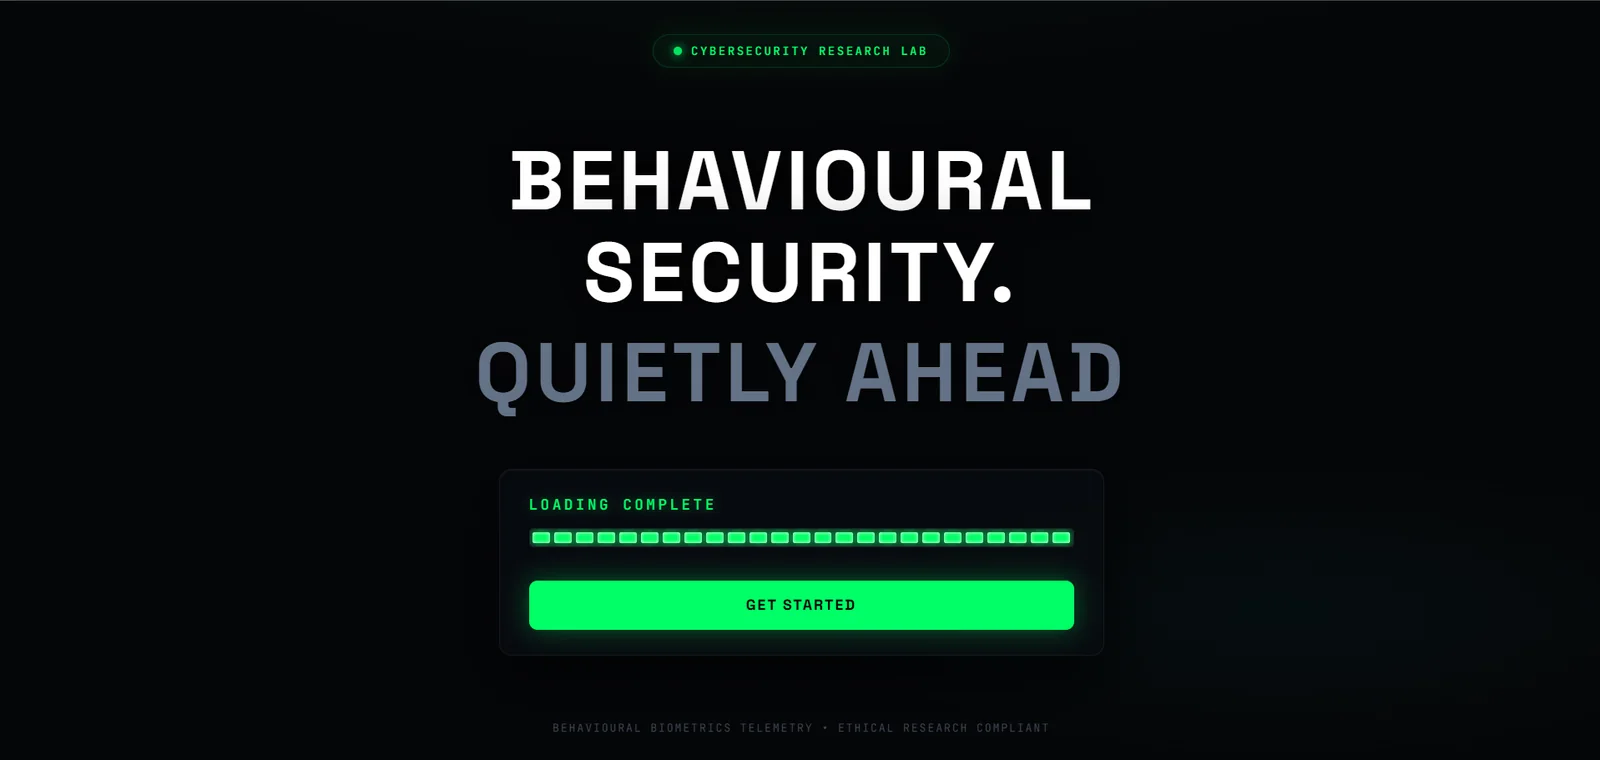 CYBERSECURITY RESEARCH LAB
BEHAVIOURAL
SECURITY.
QUIETLY AHEAD
LOADING COMPLETE
GET STARTED
BEHAVIOURAL BIOMETRICS TELEMETRY • ETHICAL RESEARCH COMPLIANT